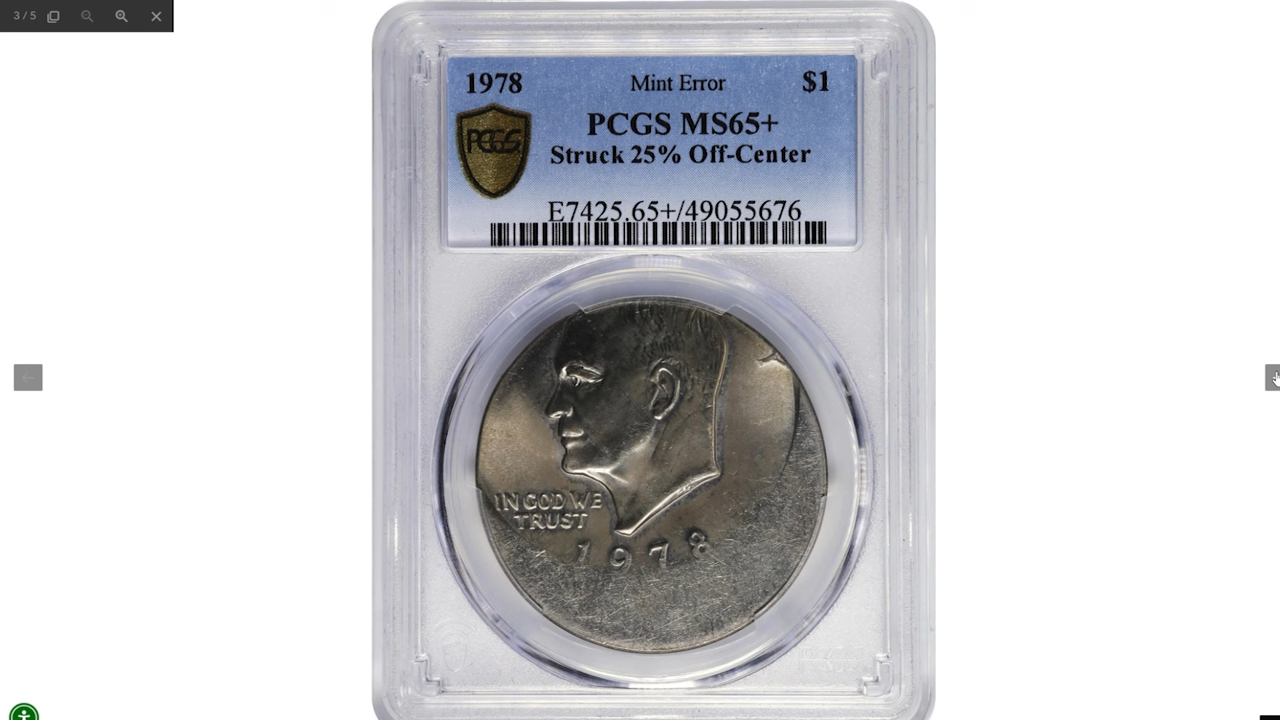 3 / 5
1978 Mint Error $1
PCGS
PCGS MS65+
Struck 25% Off-Center
E7425.65+/49055676
IN GOD WE
TRUST
1978